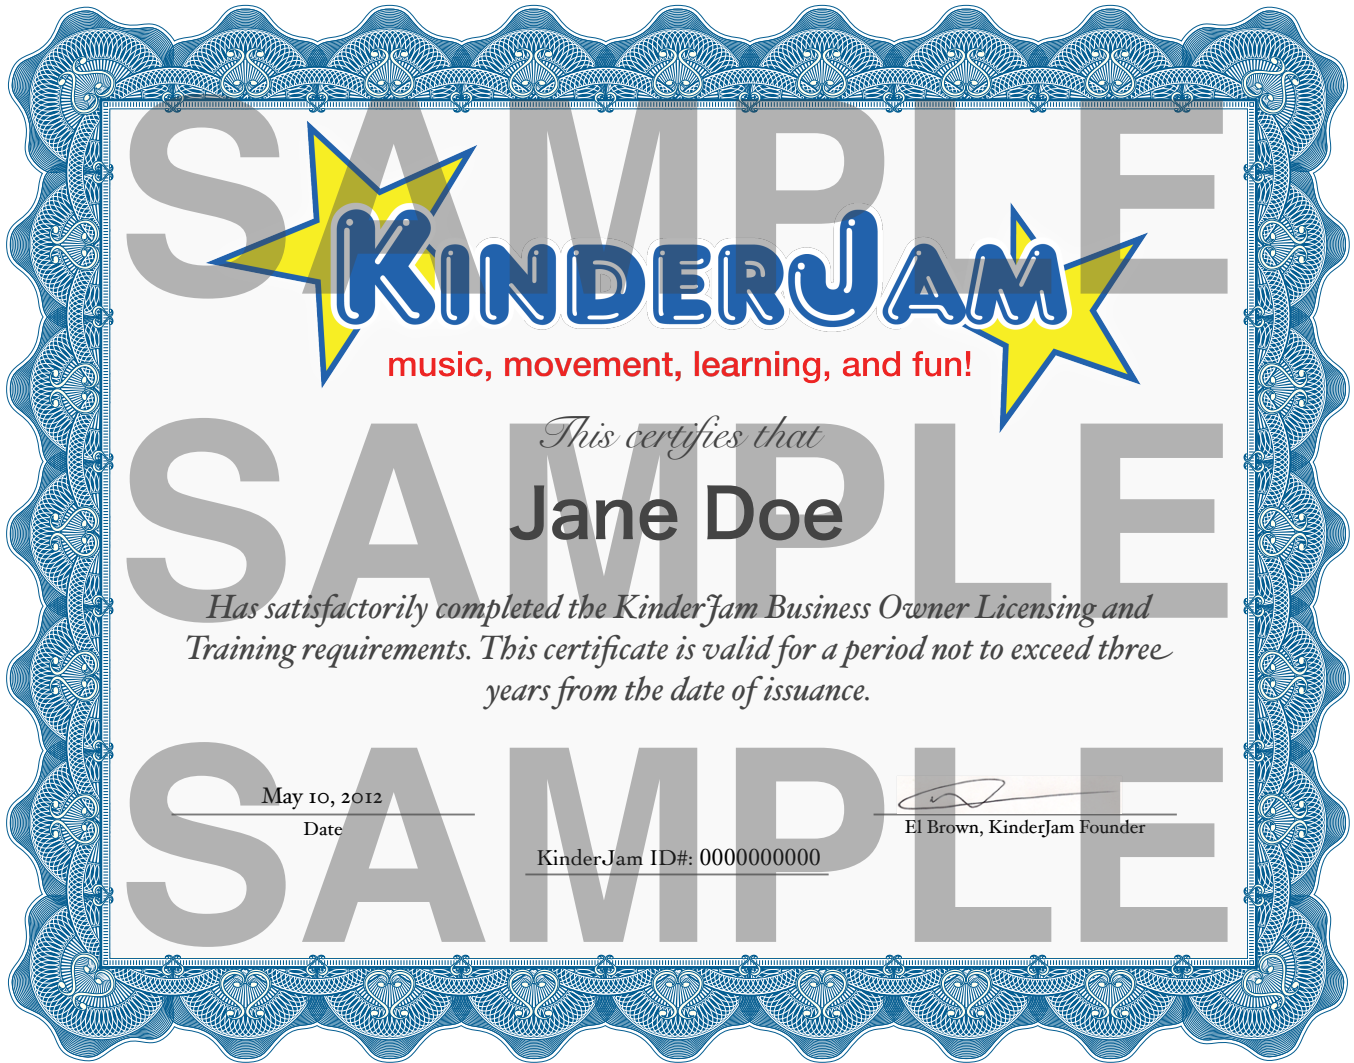 SAMPLE
KINDERJAM
music, movement, learning, and fun!
This certifies that
SAMPLE
Jane Doe
Has satisfactorily completed the KinderJam Business Owner Licensing and
Training requirements. This certificate is valid for a period not to exceed three
years from the date of issuance.
SAMPLE
May 10, 2012
Date
El Brown, KinderJam Founder
KinderJam ID#: 0000000000